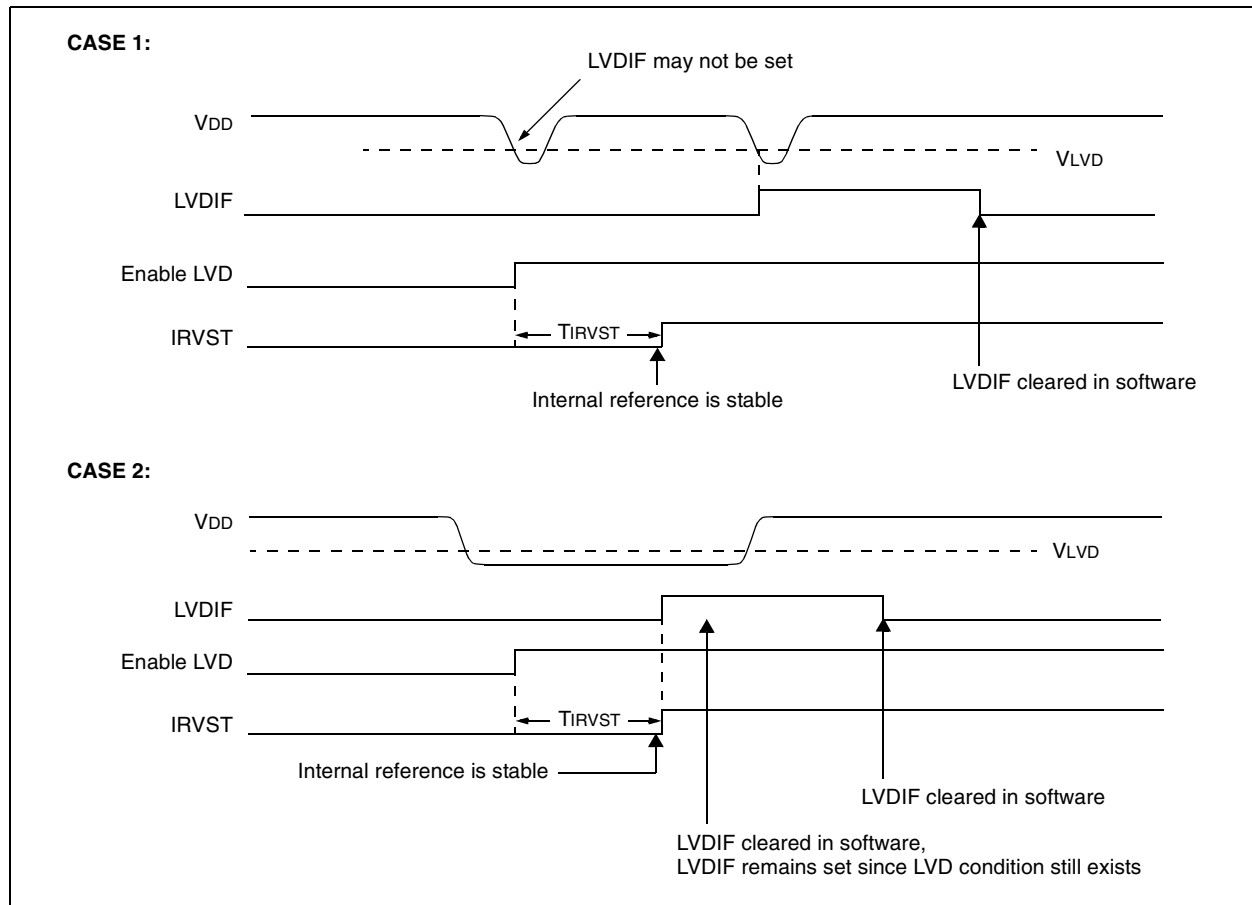 CASE 1:
LVDIF may not be set
VDD
VLVD
LVDIF
Enable LVD
TIRVST
IRVST
LVDIF cleared in software
Internal reference is stable
CASE 2:
VDD
VLVD
LVDIF
Enable LVD
TIRVST
IRVST
Internal reference is stable
LVDIF cleared in software
LVDIF cleared in software,
LVDIF remains set since LVD condition still exists